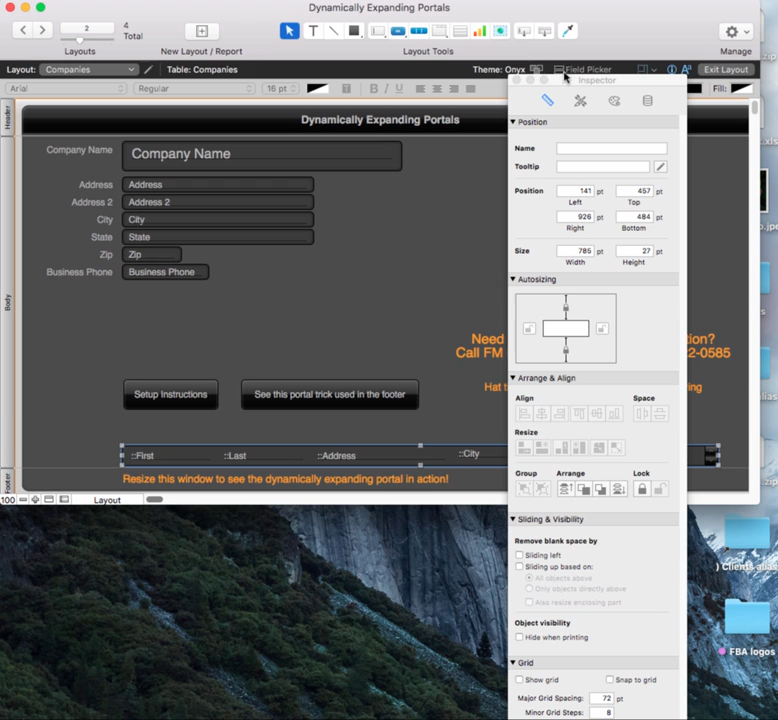 Dynamically Expanding Portals
2
4
Total
Layouts
New Layout / Report
Layout Tools
Manage
Layout:
Companies
Table: Companies
Theme: Onyx
Field Picker
Exit Layout
Arial
Regular
16 pt
B I U
Fill:
Inspector
Header
Dynamically Expanding Portals
Company Name
Company Name
Address
Address
Address 2
Address 2
City
City
State
State
Zip
Zip
Business Phone
Business Phone
Body
Need
tion?
Call FM
2-0585
Hat t
ring
Setup Instructions
See this portal trick used in the footer
::First
::Last
::Address
::City
Footer
Resize this window to see the dynamically expanding portal in action!
100
Layout
Position
Name
Tooltip
Position
141 pt
457 pt
Left
Top
926 pt
484 pt
Right
Bottom
Size
785 pt
27 pt
Width
Height
Autosizing
Arrange & Align
Align
Space
Resize
Group
Arrange
Lock
Sliding & Visibility
Remove blank space by
Sliding left
Sliding up based on:
All objects above
Only objects directly above
Also resize enclosing part
Object visibility
Hide when printing
Grid
Show grid
Snap to grid
Major Grid Spacing:
72 pt
Minor Grid Steps:
8
zip
.xls
.jpe
s
alias
.zip
) Clients alias
FBA logos